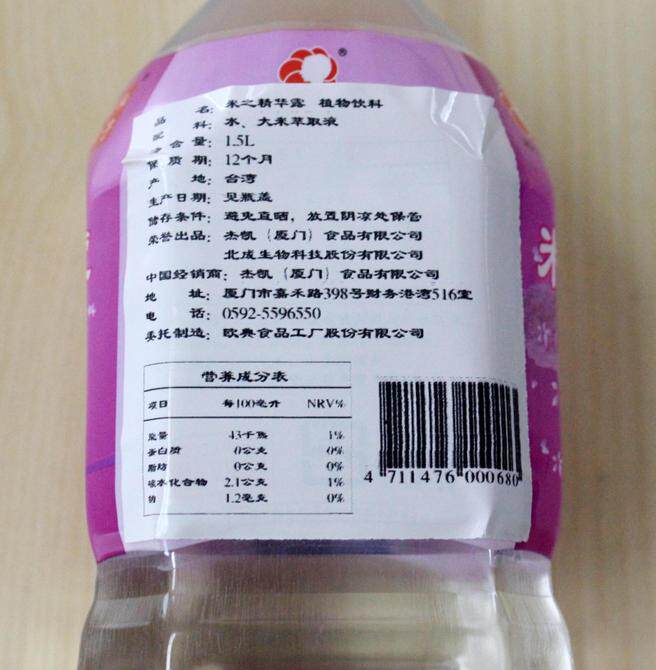 ®
品 名：米之精华露 植物饮料
配 料：水、大米萃取液
净含量：1.5L
保 质 期：12个月
产 地：台湾
生产日期：见瓶盖
储存条件：避免直晒，放置阴凉处保管
荣誉出品：杰凯（厦门）食品有限公司
北成生物科技股份有限公司
中国经销商：杰凯（厦门）食品有限公司
地 址：厦门市嘉禾路398号财务港湾516室
电 话：0592-5596550
委托制造：欧典食品工厂股份有限公司
营养成分表
项目 每100毫升 NRV%
能量 43千焦 1%
蛋白质 0公克 0%
脂肪 0公克 0%
碳水化合物 2.1公克 1%
钠 1.2毫克 0%
4 711476 000680
米